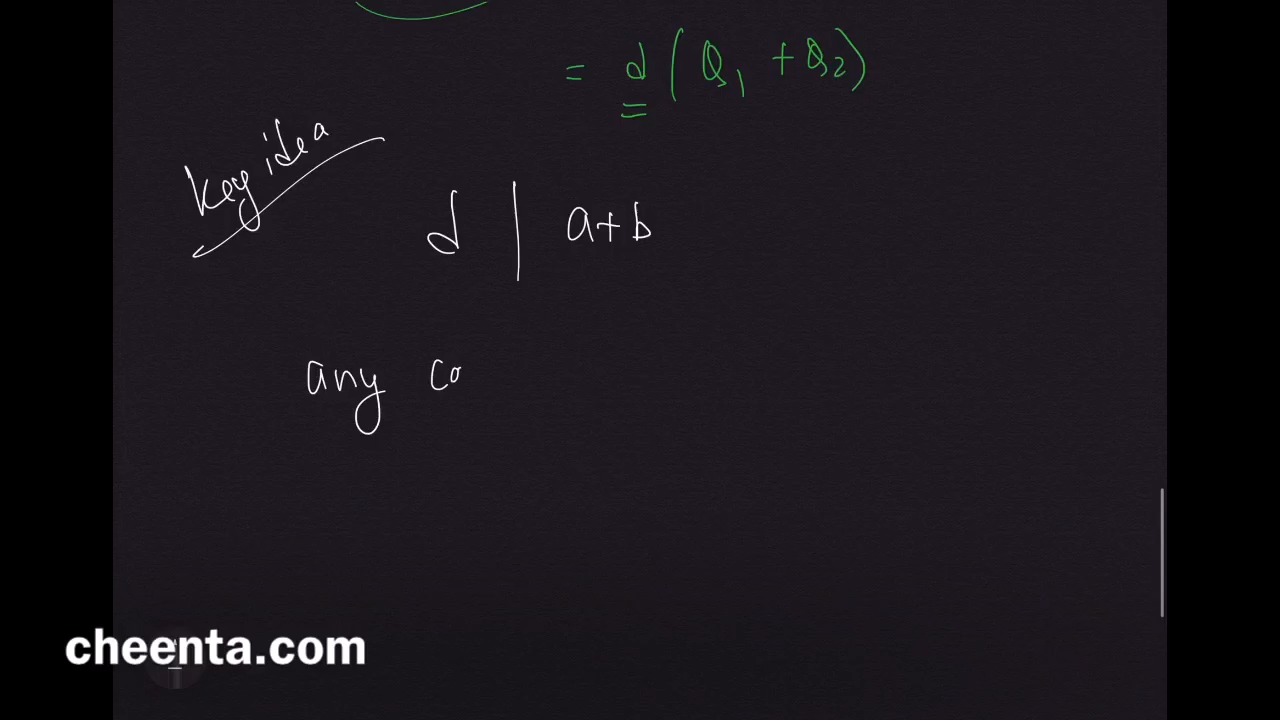 = d ( Q₁ + Q₂ )
Key idea
d | a+b
any co
cheenta.com